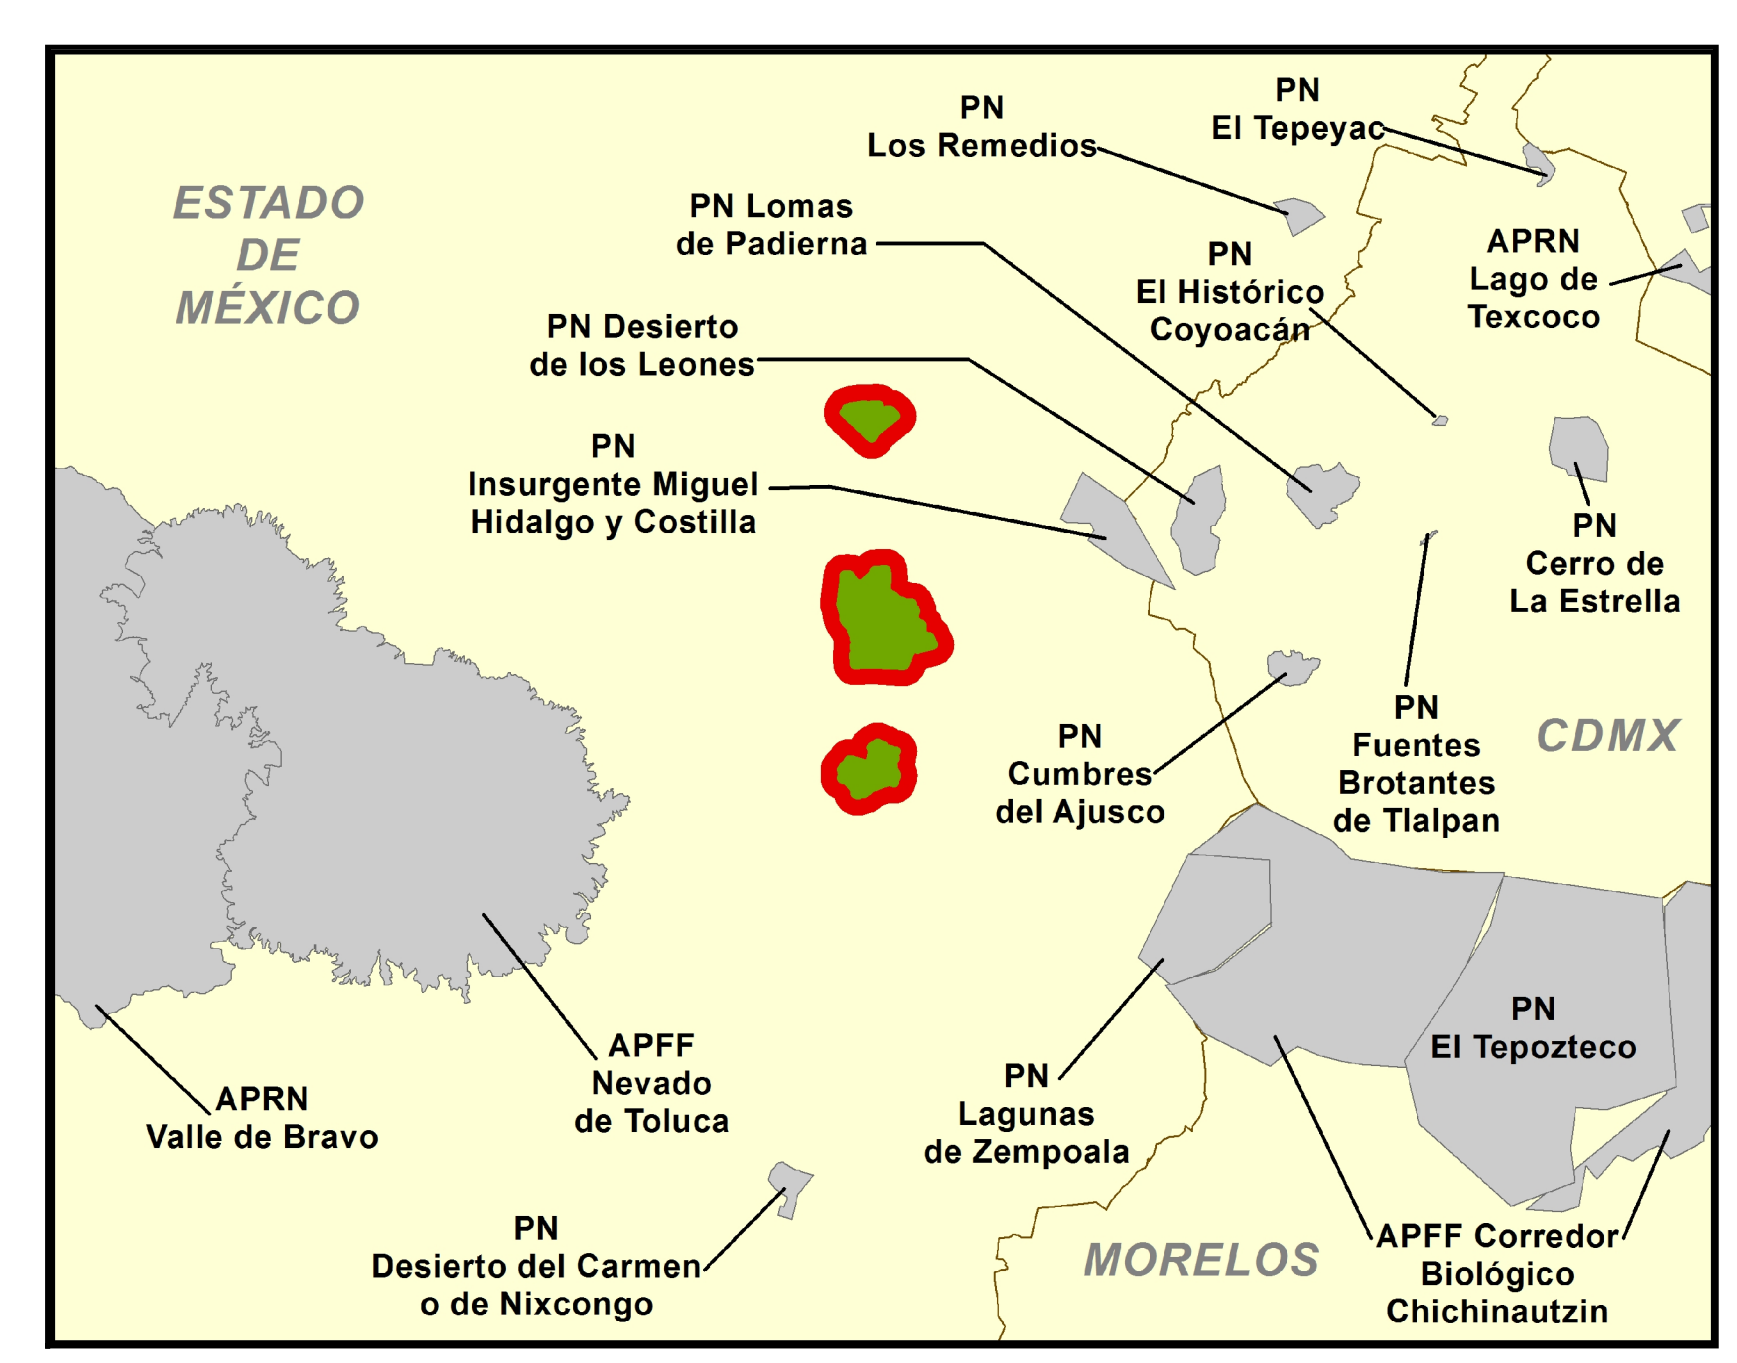 PN
El Tepeyac
PN
Los Remedios
ESTADO
DE
MÉXICO
PN Lomas
de Padierna
PN
El Histórico
Coyoacán
APRN
Lago de
Texcoco
PN Desierto
de los Leones
PN
Insurgente Miguel
Hidalgo y Costilla
PN
Cerro de
La Estrella
PN
Cumbres
del Ajusco
PN
Fuentes
Brotantes
de Tlalpan
CDMX
PN
El Tepozteco
APFF
Nevado
de Toluca
APRN
Valle de Bravo
PN
Lagunas
de Zempoala
PN
Desierto del Carmen
o de Nixcongo
MORELOS
APFF Corredor
Biológico
Chichinautzin